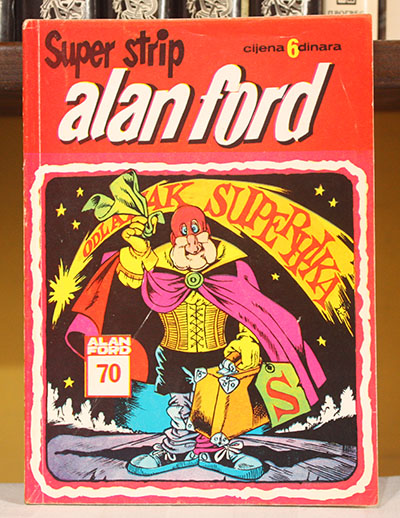 Super strip
cijena 6 dinara
alan ford
ODLAZAK SUPERHIKA
ALAN
FORD
70
S